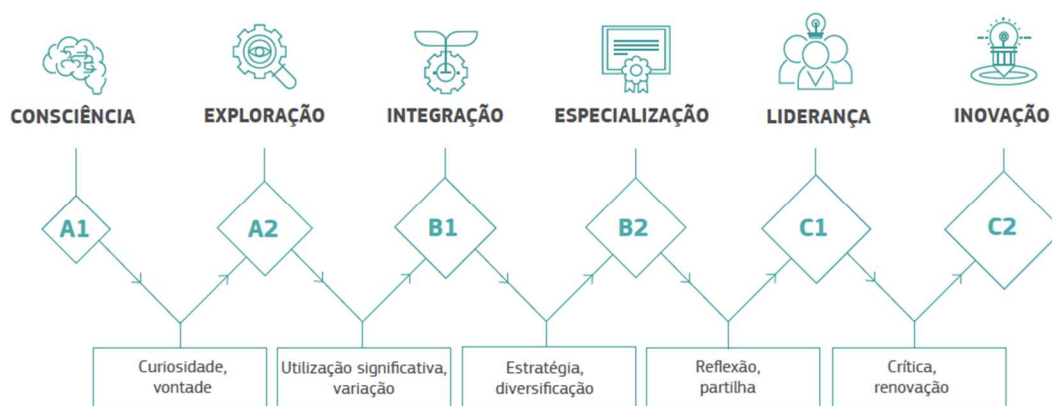 CONSCIÊNCIA
EXPLORAÇÃO
INTEGRAÇÃO
ESPECIALIZAÇÃO
LIDERANÇA
INOVAÇÃO
A1
A2
B1
B2
C1
C2
Curiosidade,
vontade
Utilização significativa,
variação
Estratégia,
diversificação
Reflexão,
partilha
Crítica,
renovação